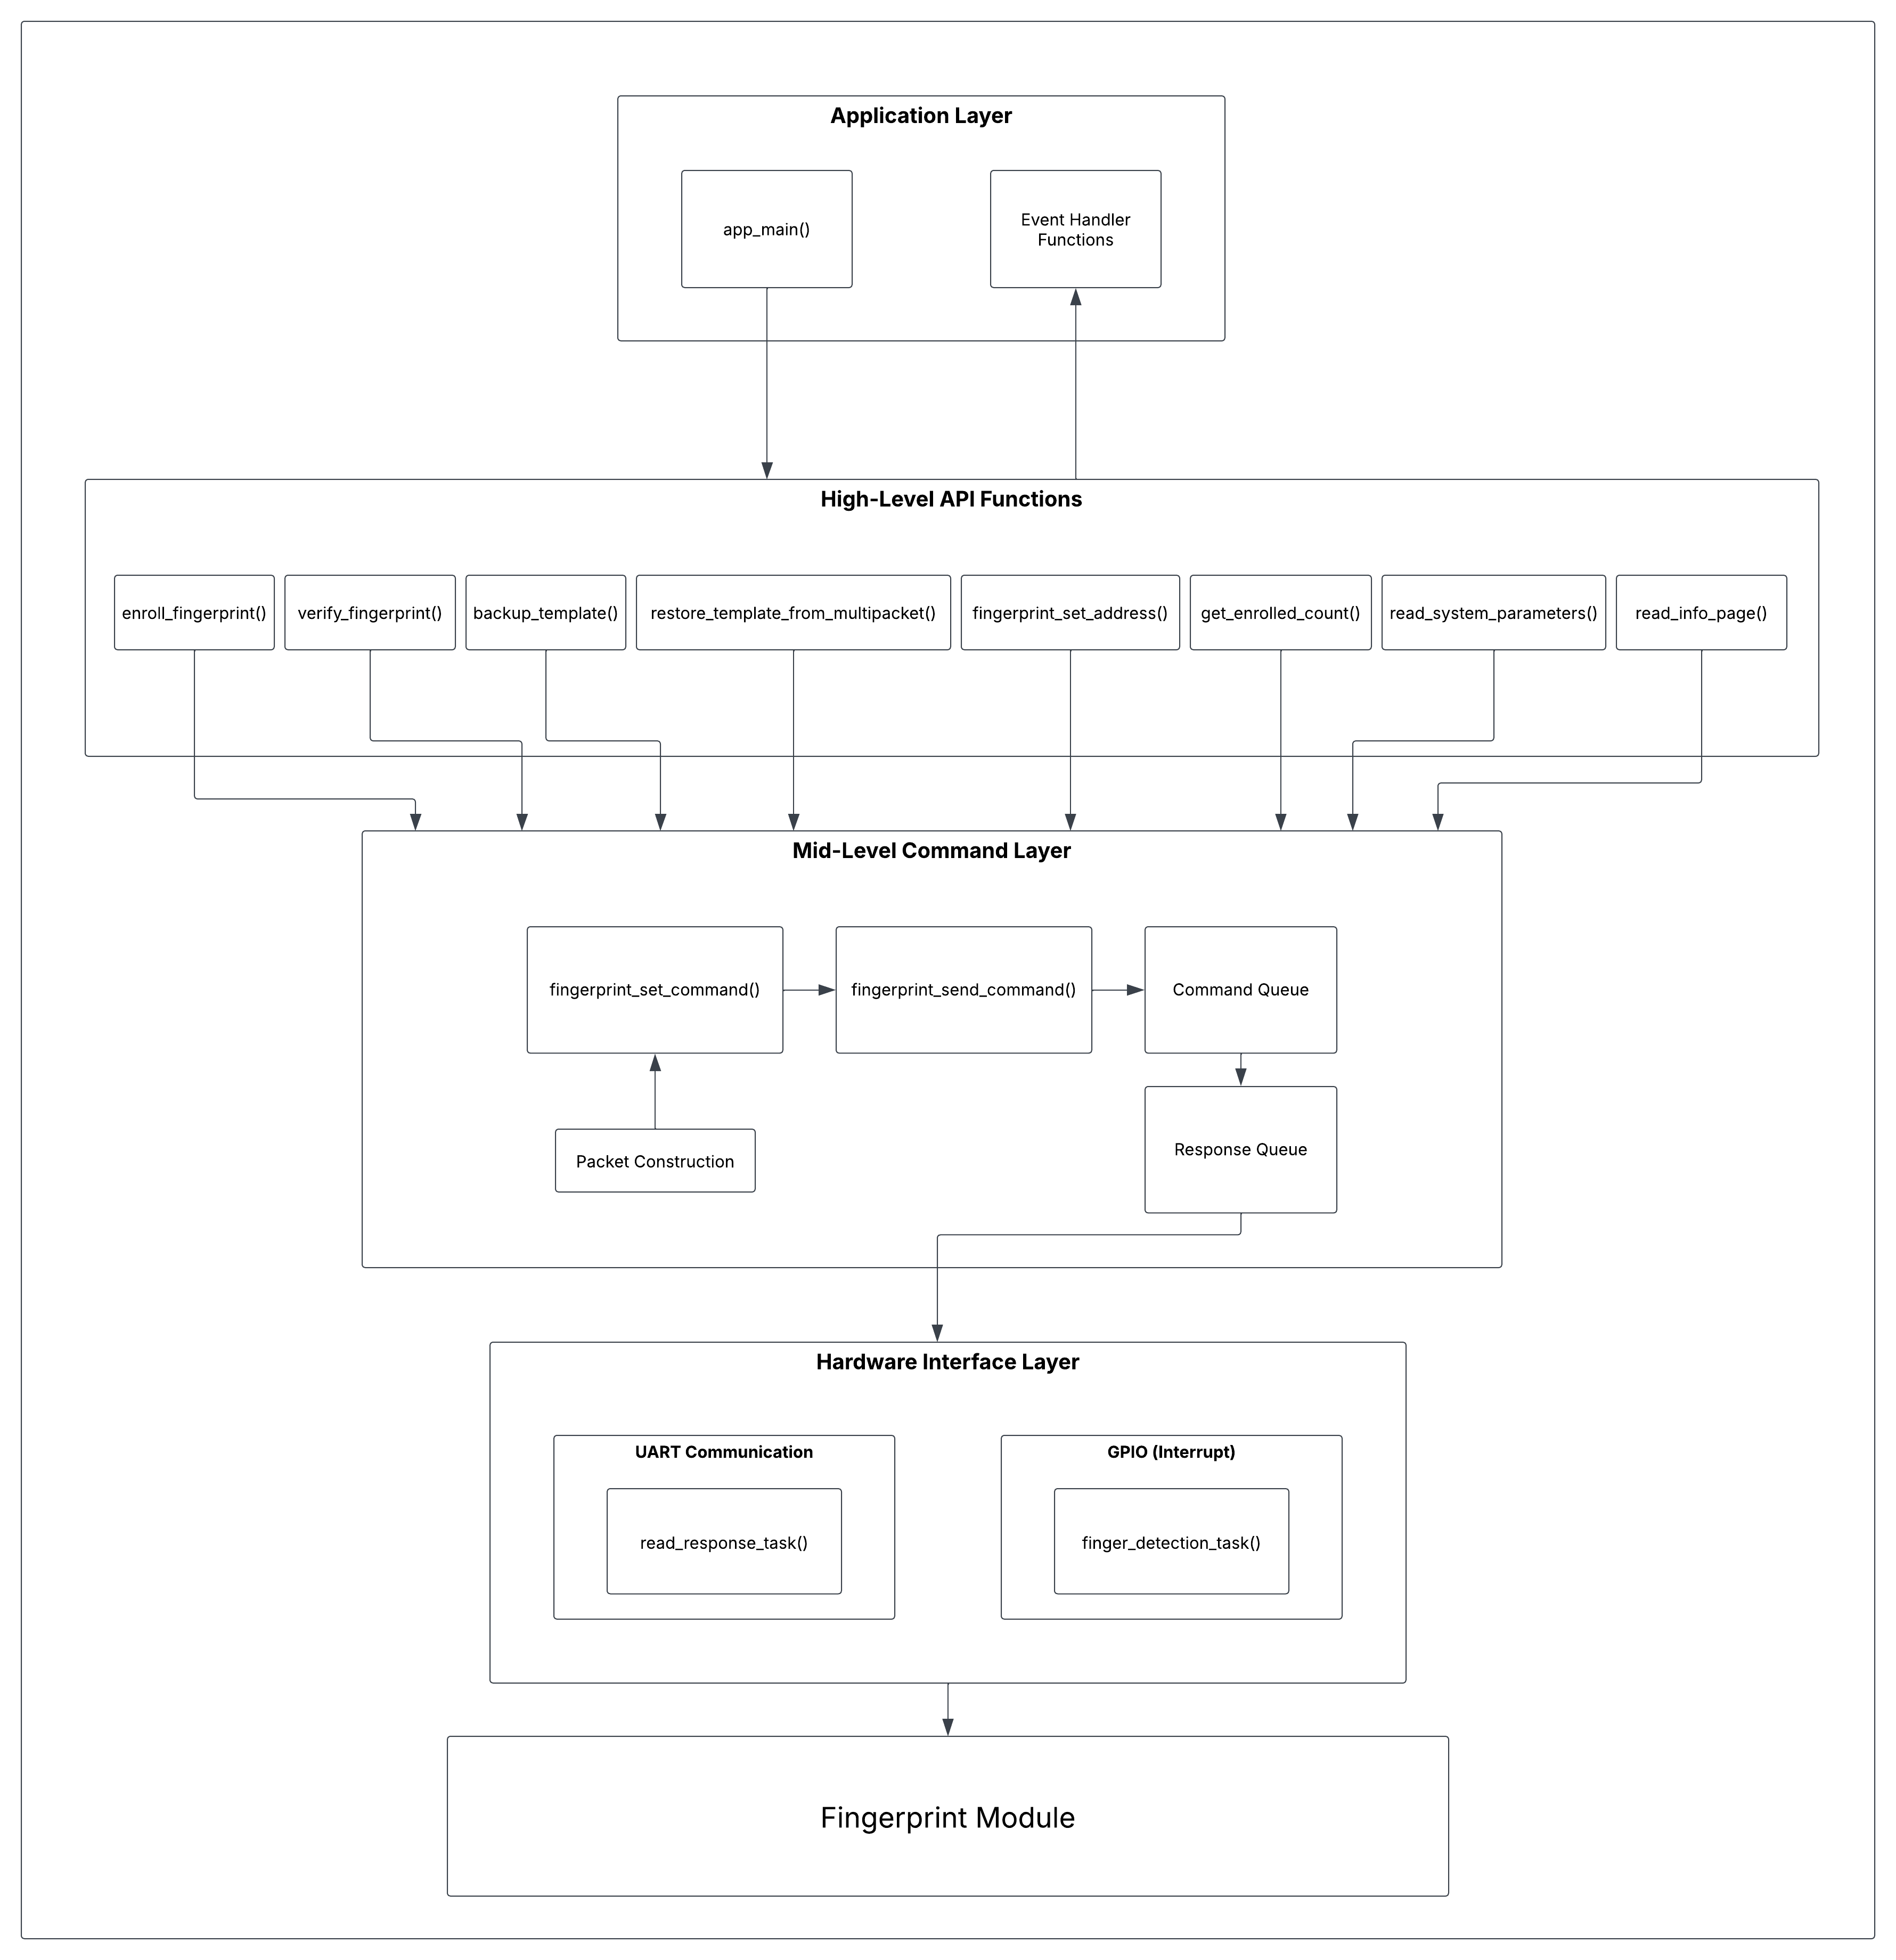 Application Layer
app_main()
Event Handler
Functions
High-Level API Functions
enroll_fingerprint()
verify_fingerprint()
backup_template()
restore_template_from_multipacket()
fingerprint_set_address()
get_enrolled_count()
read_system_parameters()
read_info_page()
Mid-Level Command Layer
fingerprint_set_command()
fingerprint_send_command()
Command Queue
Packet Construction
Response Queue
Hardware Interface Layer
UART Communication
GPIO (Interrupt)
read_response_task()
finger_detection_task()
Fingerprint Module